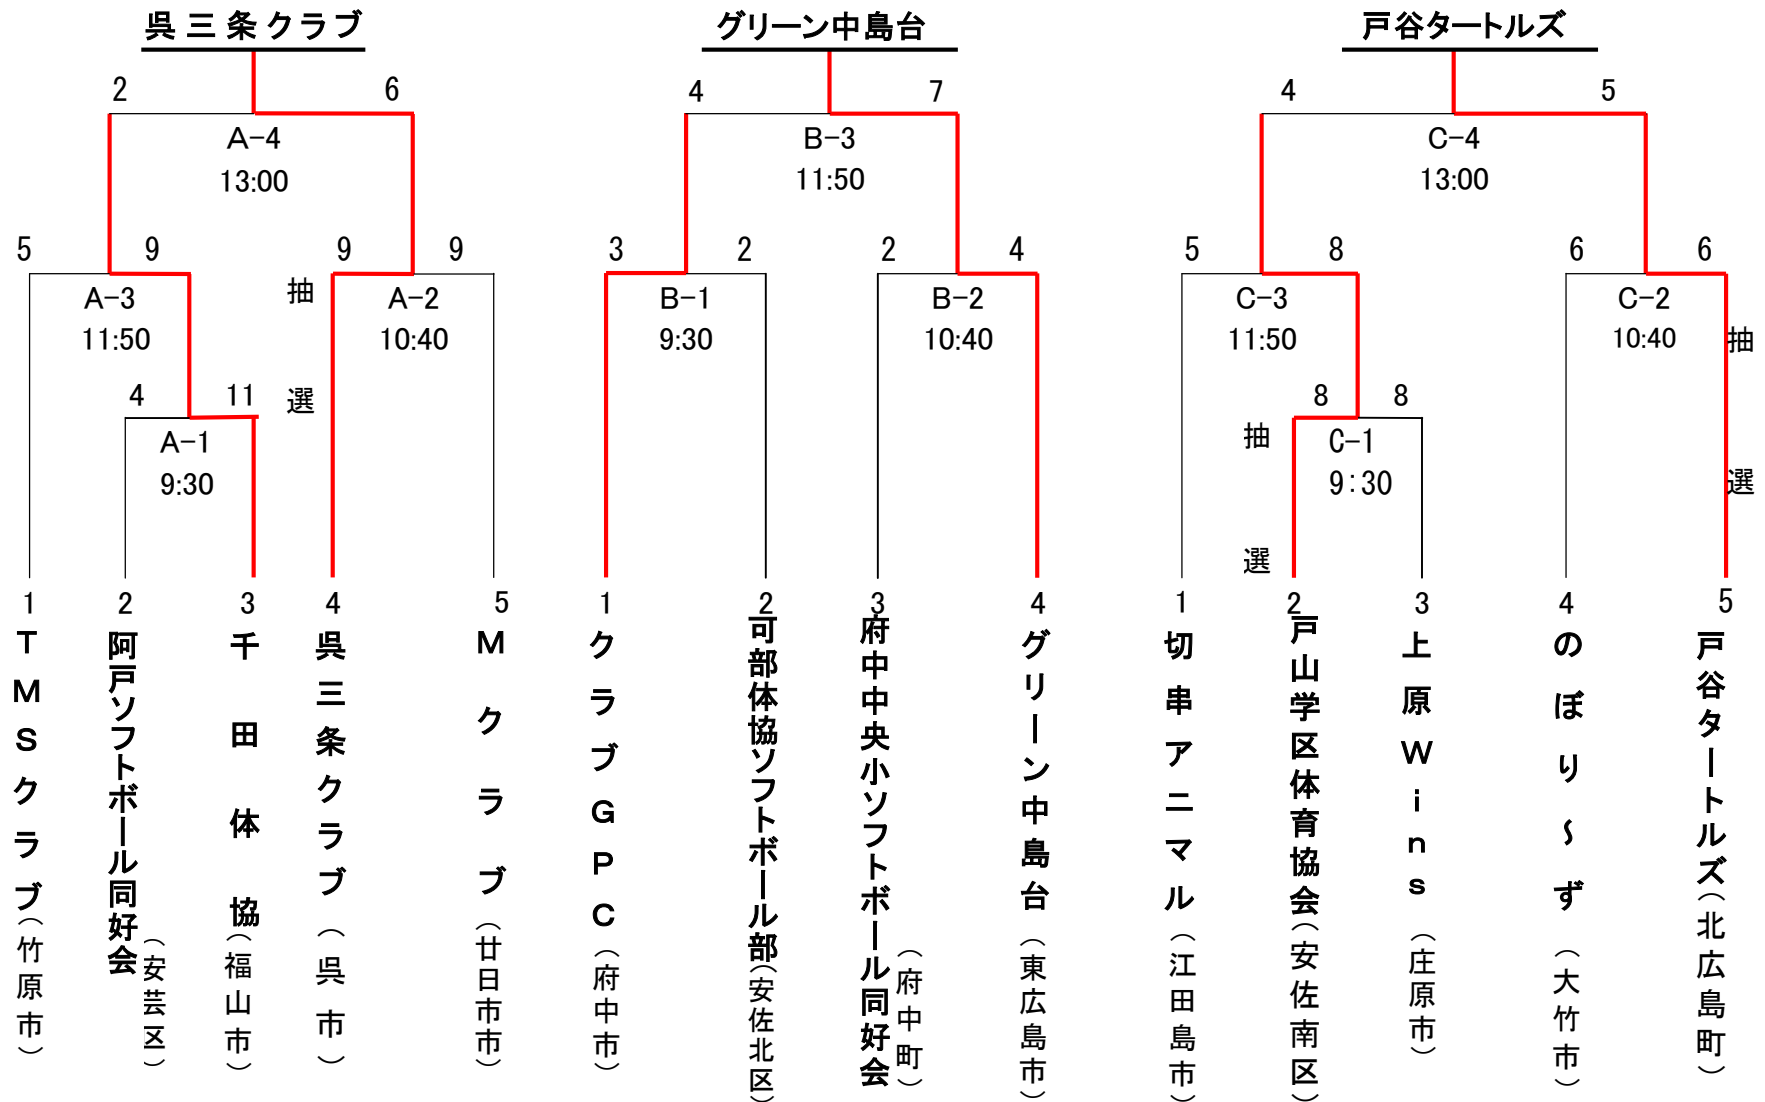 呉三条クラブ
グリーン中島台
戸谷タートルズ
2
6
4
7
4
5
A-4
13:00
B-3
11:50
C-4
13:00
5
9
9
9
3
2
2
4
5
8
6
6
A-3
11:50
抽選
A-2
10:40
B-1
9:30
B-2
10:40
C-3
11:50
C-2
10:40
抽選
4
11
A-1
9:30
8
8
抽選
C-1
9:30
1
2
3
4
5
1
2
3
4
1
2
3
4
5
TMSクラブ(竹原市)
阿戸ソフトボール同好会(安芸区)
千田体協(福山市)
呉三条クラブ(呉市)
Mクラブ(廿日市市)
クラブGPC(府中市)
可部体協ソフトボール部(安佐北区)
府中中央小ソフトボール同好会(府中町)
グリーン中島台(東広島市)
切串アニマル(江田島市)
戸山学区体育協会(安佐南区)
上原Wins(庄原市)
のぼり～ず(大竹市)
戸谷タートルズ(北広島町)